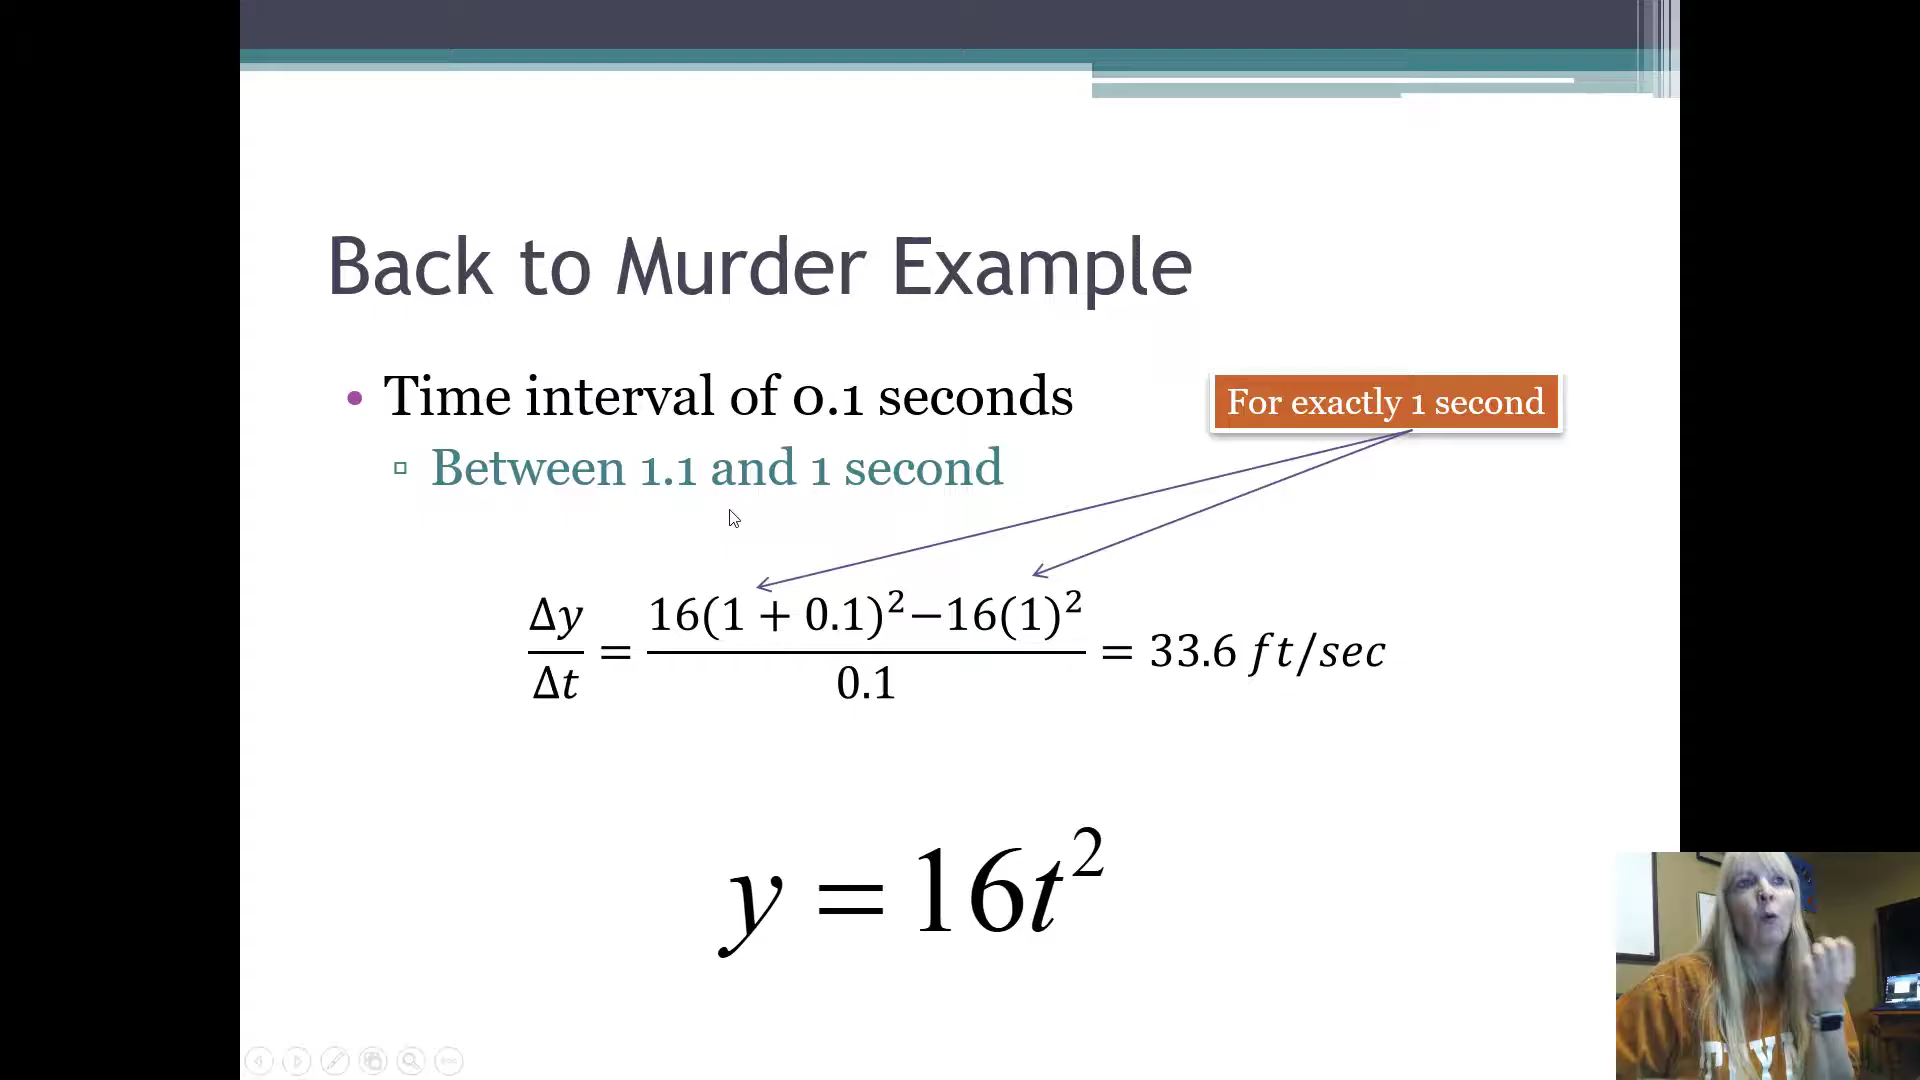 Back to Murder Example
• Time interval of 0.1 seconds
For exactly 1 second
▫ Between 1.1 and 1 second
Δy/Δt = (16(1 + 0.1)²−16(1)²)/0.1 = 33.6 ft/sec
y = 16t²